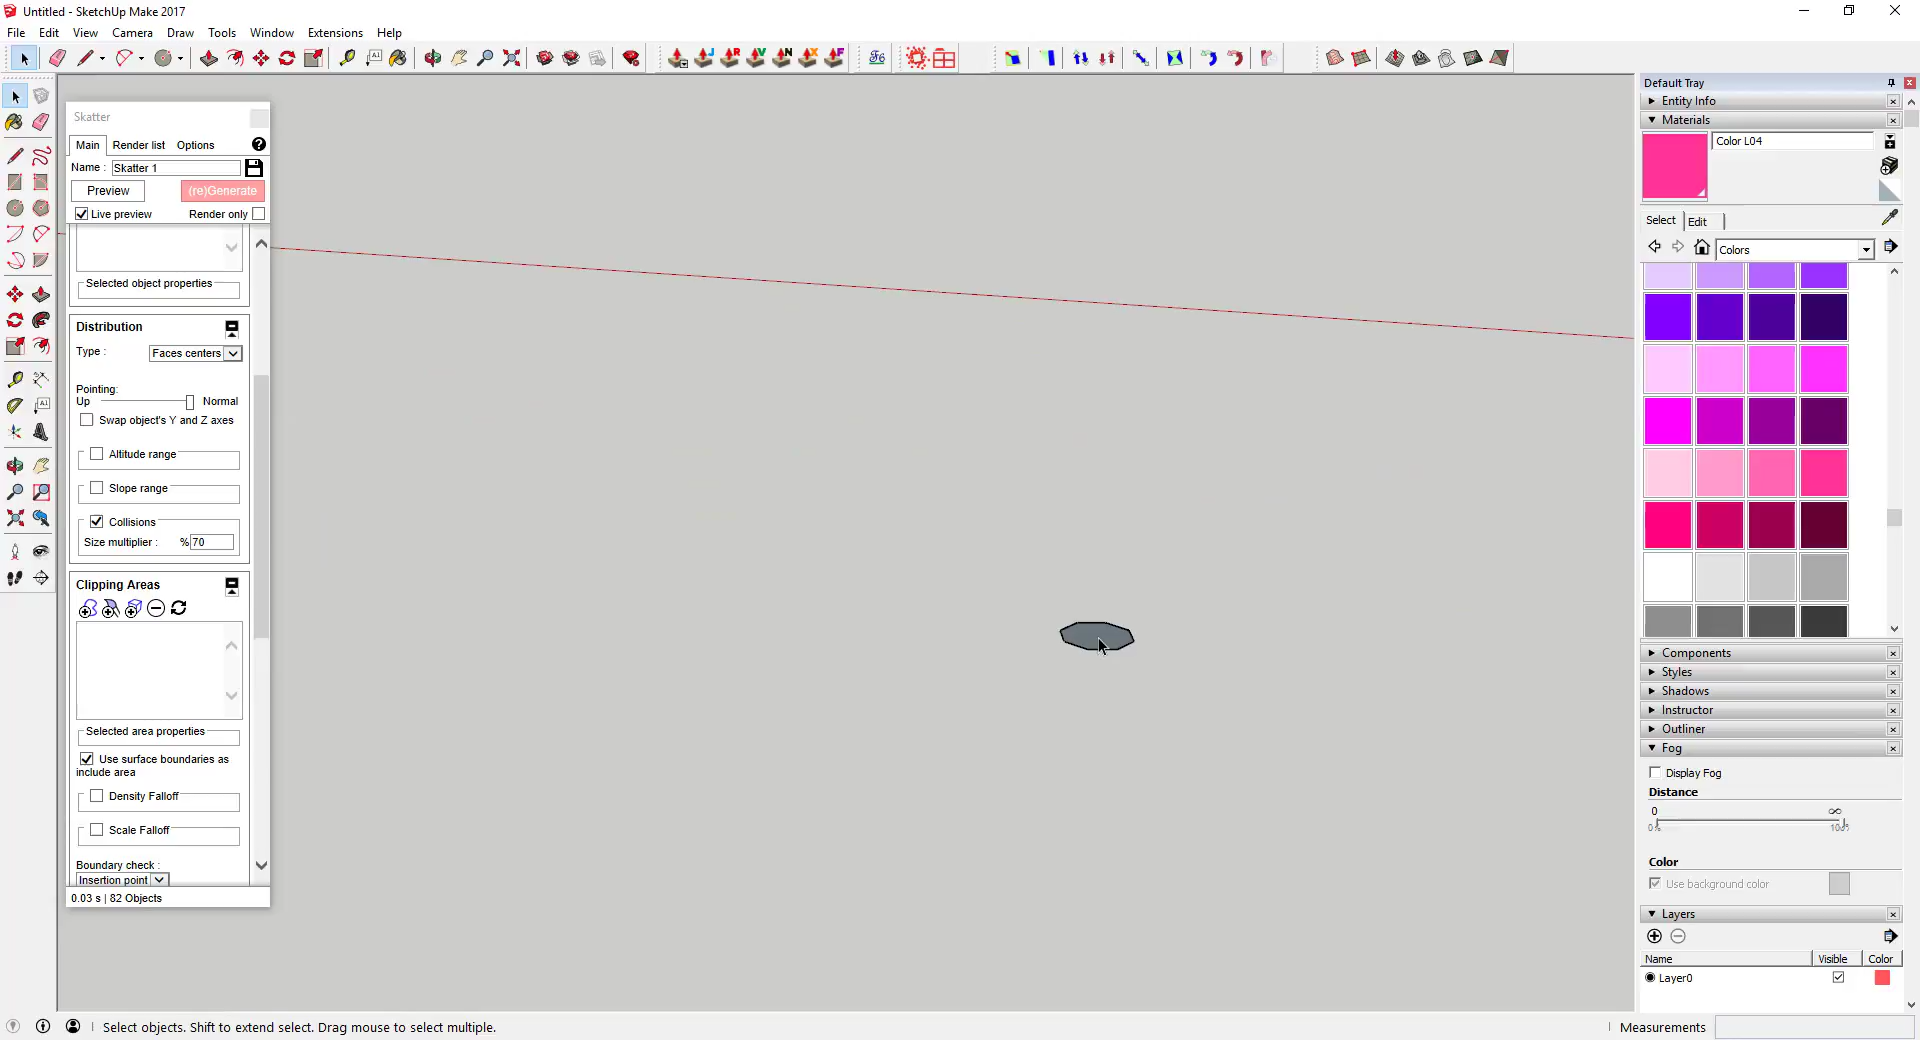 Untitled - SketchUp Make 2017
File Edit View Camera Draw Tools Window Extensions Help
Skatter
Main Render list Options
Name : Skatter 1
Preview (re)Generate
Live preview Render only
Selected object properties
Distribution
Type : Faces centers
Pointing:
Up Normal
Swap object's Y and Z axes
Altitude range
Slope range
Collisions
Size multiplier : % 70
Clipping Areas
Selected area properties
Use surface boundaries as
include area
Density Falloff
Scale Falloff
Boundary check :
Insertion point
0.03 s | 82 Objects
Default Tray
Entity Info
Materials
Color L04
Select Edit
Colors
Components
Styles
Shadows
Instructor
Outliner
Fog
Display Fog
Distance
0 ∞
Color
Use background color
Layers
Name Visible Color
Layer0
Select objects. Shift to extend select. Drag mouse to select multiple.
Measurements